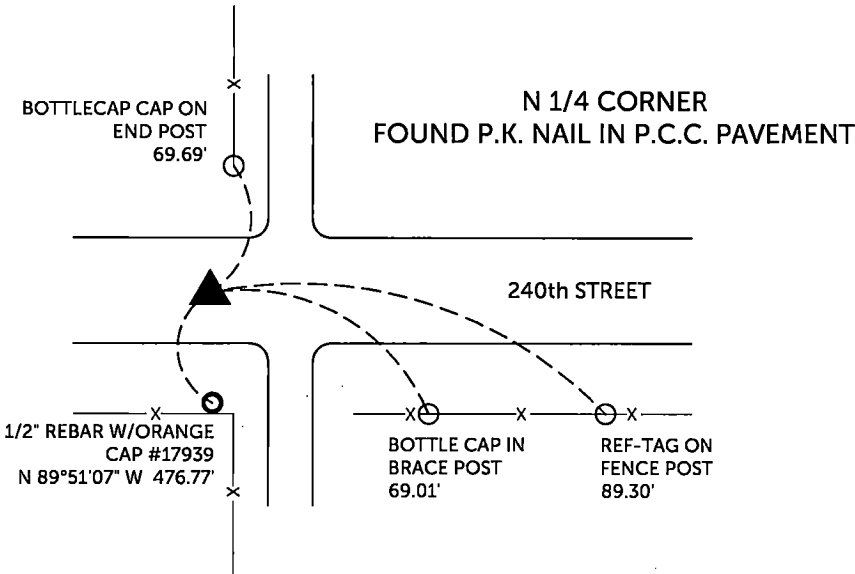 N 1/4 CORNER
FOUND P.K. NAIL IN P.C.C. PAVEMENT
BOTTLECAP CAP ON
END POST
69.69'
240th STREET
1/2" REBAR W/ORANGE
CAP #17939
N 89°51'07" W 476.77'
BOTTLE CAP IN
BRACE POST
69.01'
REF-TAG ON
FENCE POST
89.30'